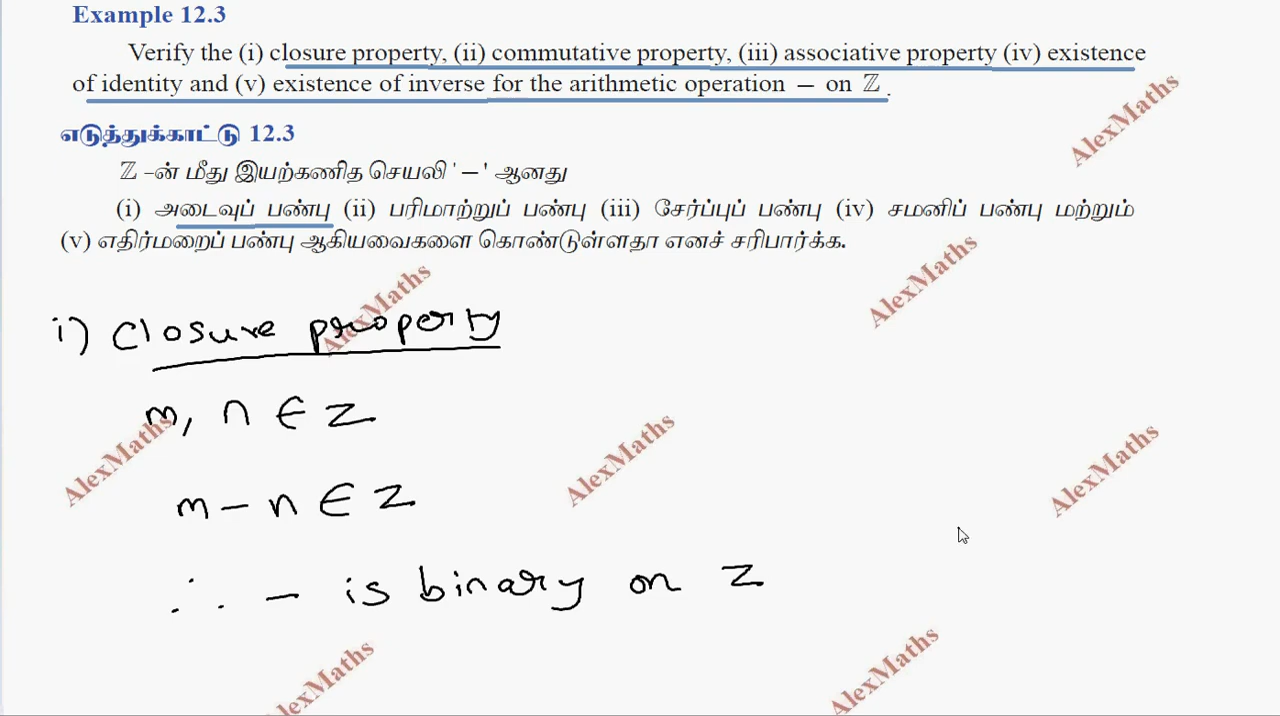 Example 12.3
Verify the (i) closure property, (ii) commutative property, (iii) associative property (iv) existence
of identity and (v) existence of inverse for the arithmetic operation − on ℤ.
எடுத்துக்காட்டு 12.3
ℤ –ன் மீது இயற்கணித செயலி ' − ' ஆனது
(i) அடைவுப் பண்பு (ii) பரிமாற்றுப் பண்பு (iii) சேர்ப்புப் பண்பு (iv) சமனிப் பண்பு மற்றும்
(v) எதிர்மறைப் பண்பு ஆகியவைகளை கொண்டுள்ளதா எனச் சரிபார்க்க.
i) Closure property
m, n ∈ Z
m − n ∈ Z
∴ − is binary on Z
AlexMaths
AlexMaths
AlexMaths
AlexMaths
AlexMaths
AlexMaths
AlexMaths
AlexMaths